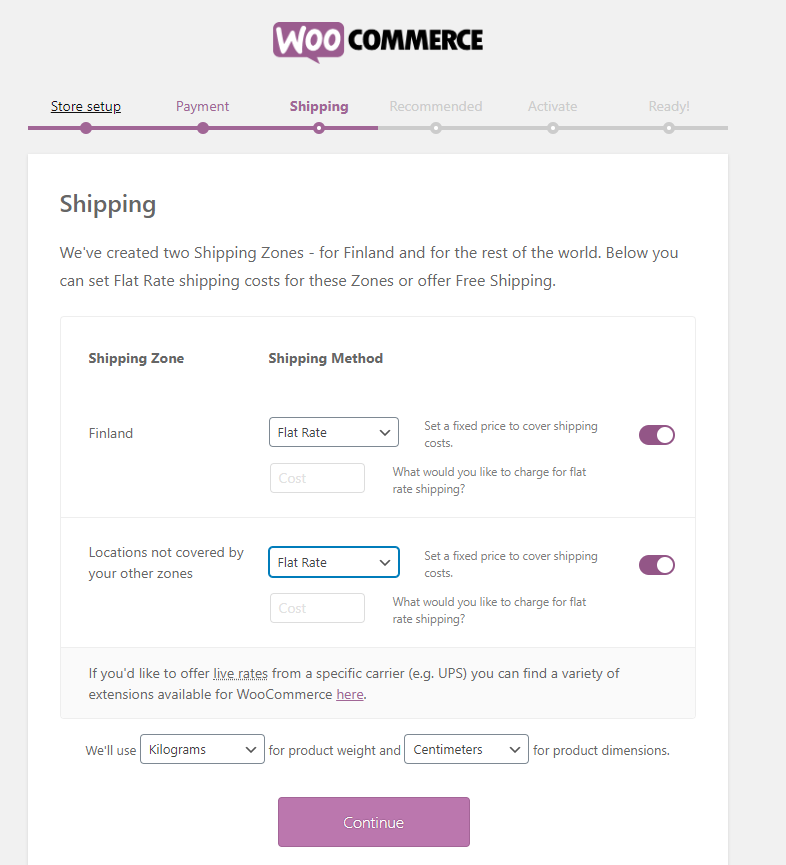 WOO COMMERCE
Store setup Payment Shipping Recommended Activate Ready!
Shipping
We've created two Shipping Zones - for Finland and for the rest of the world. Below you
can set Flat Rate shipping costs for these Zones or offer Free Shipping.
Shipping Zone Shipping Method
Finland
Flat Rate
Set a fixed price to cover shipping
costs.
Cost
What would you like to charge for flat
rate shipping?
Locations not covered by
your other zones
Flat Rate
Set a fixed price to cover shipping
costs.
Cost
What would you like to charge for flat
rate shipping?
If you'd like to offer live rates from a specific carrier (e.g. UPS) you can find a variety of
extensions available for WooCommerce here.
We'll use Kilograms for product weight and Centimeters for product dimensions.
Continue